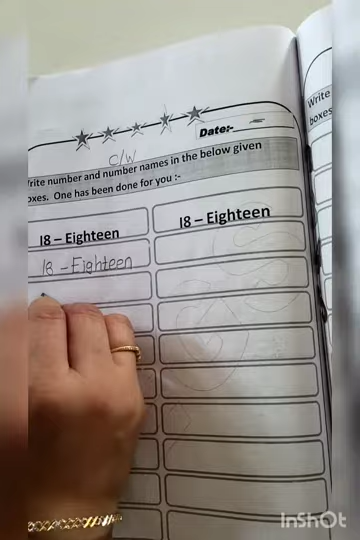 C/W
Date:-
Write number and number names in the below given
boxes. One has been done for you :-
18 – Eighteen
18 – Eighteen
18 – Eighteen
Write
boxes
InShOt